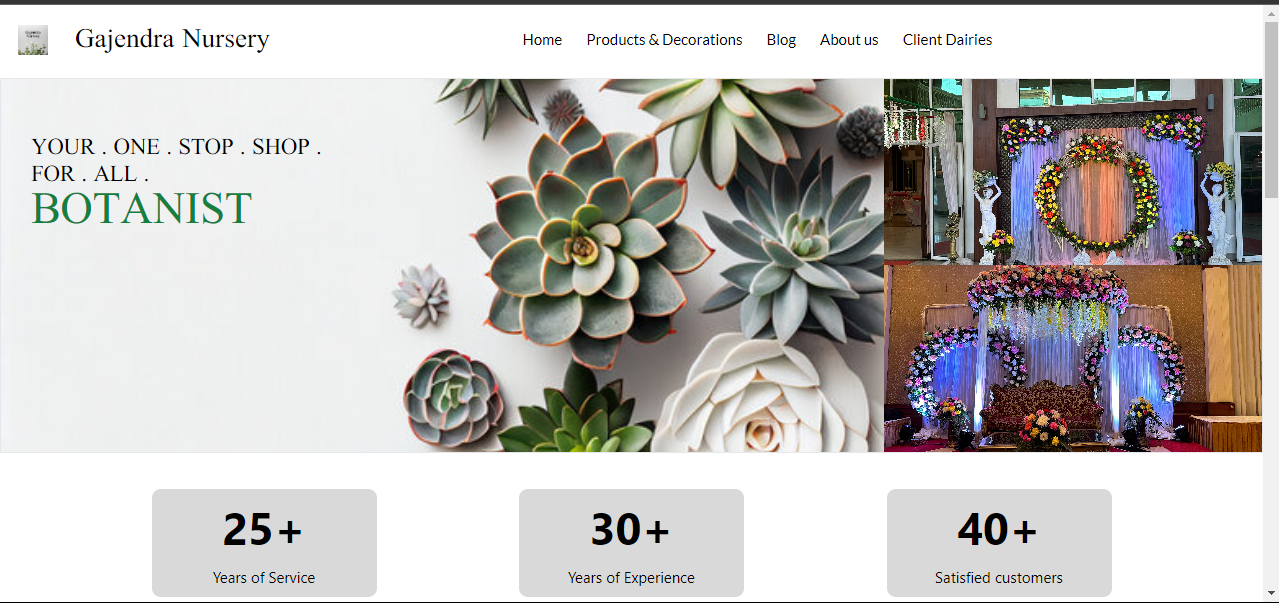 Gajendra Nursery
Home Products & Decorations Blog About us Client Dairies
YOUR . ONE . STOP . SHOP .
FOR . ALL .
BOTANIST
25+
Years of Service
30+
Years of Experience
40+
Satisfied customers